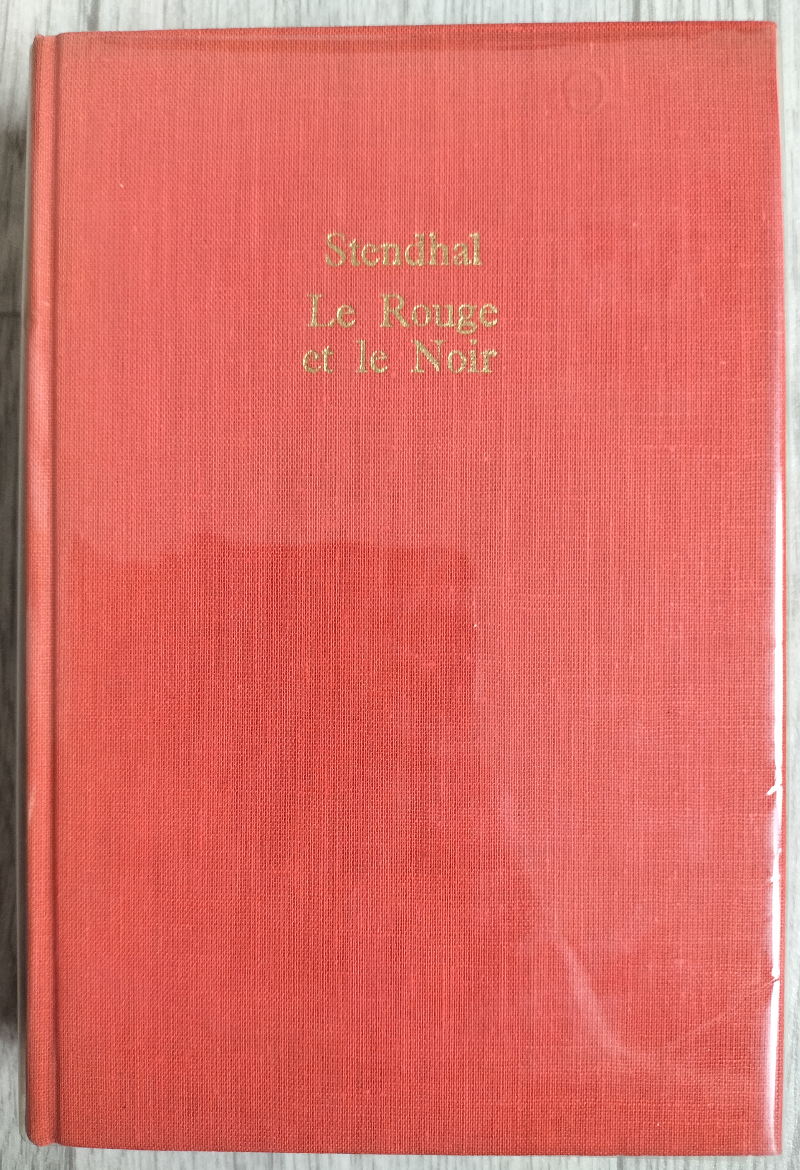 Stendhal
Le Rouge
et le Noir